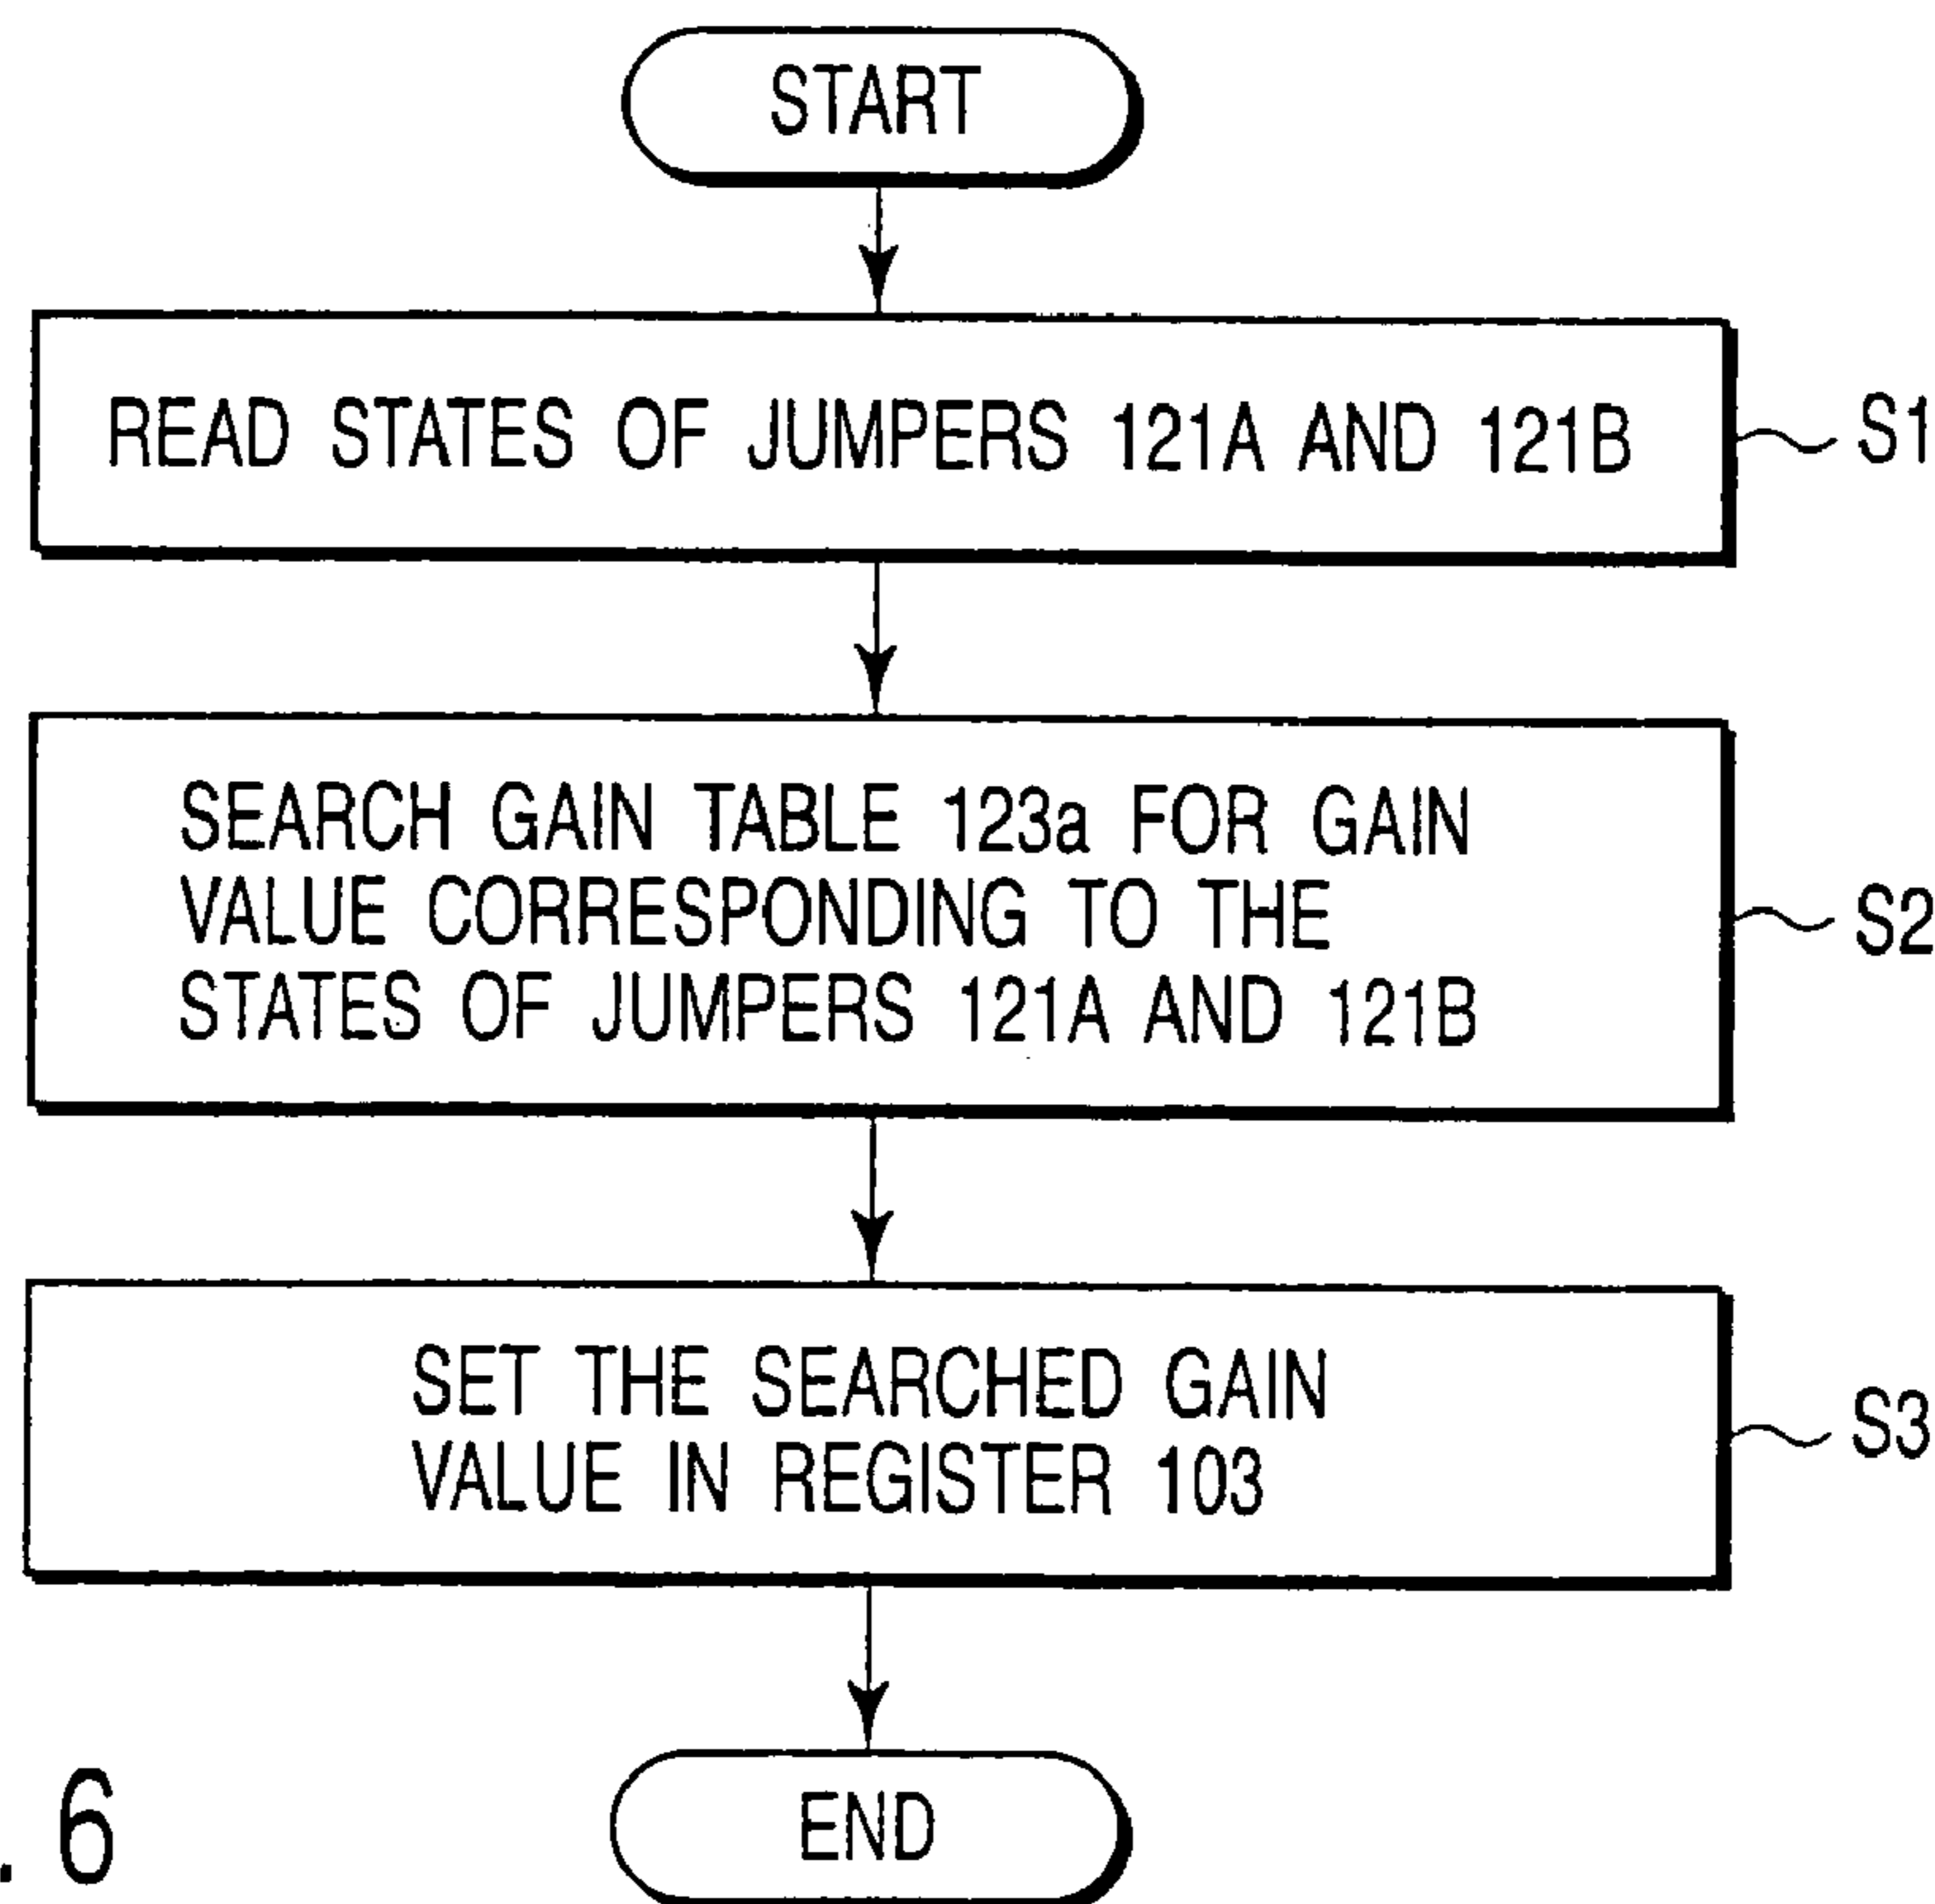 START
READ STATES OF JUMPERS 121A AND 121B
S1
SEARCH GAIN TABLE 123a FOR GAIN
VALUE CORRESPONDING TO THE
STATES OF JUMPERS 121A AND 121B
S2
SET THE SEARCHED GAIN
VALUE IN REGISTER 103
S3
END
. 6